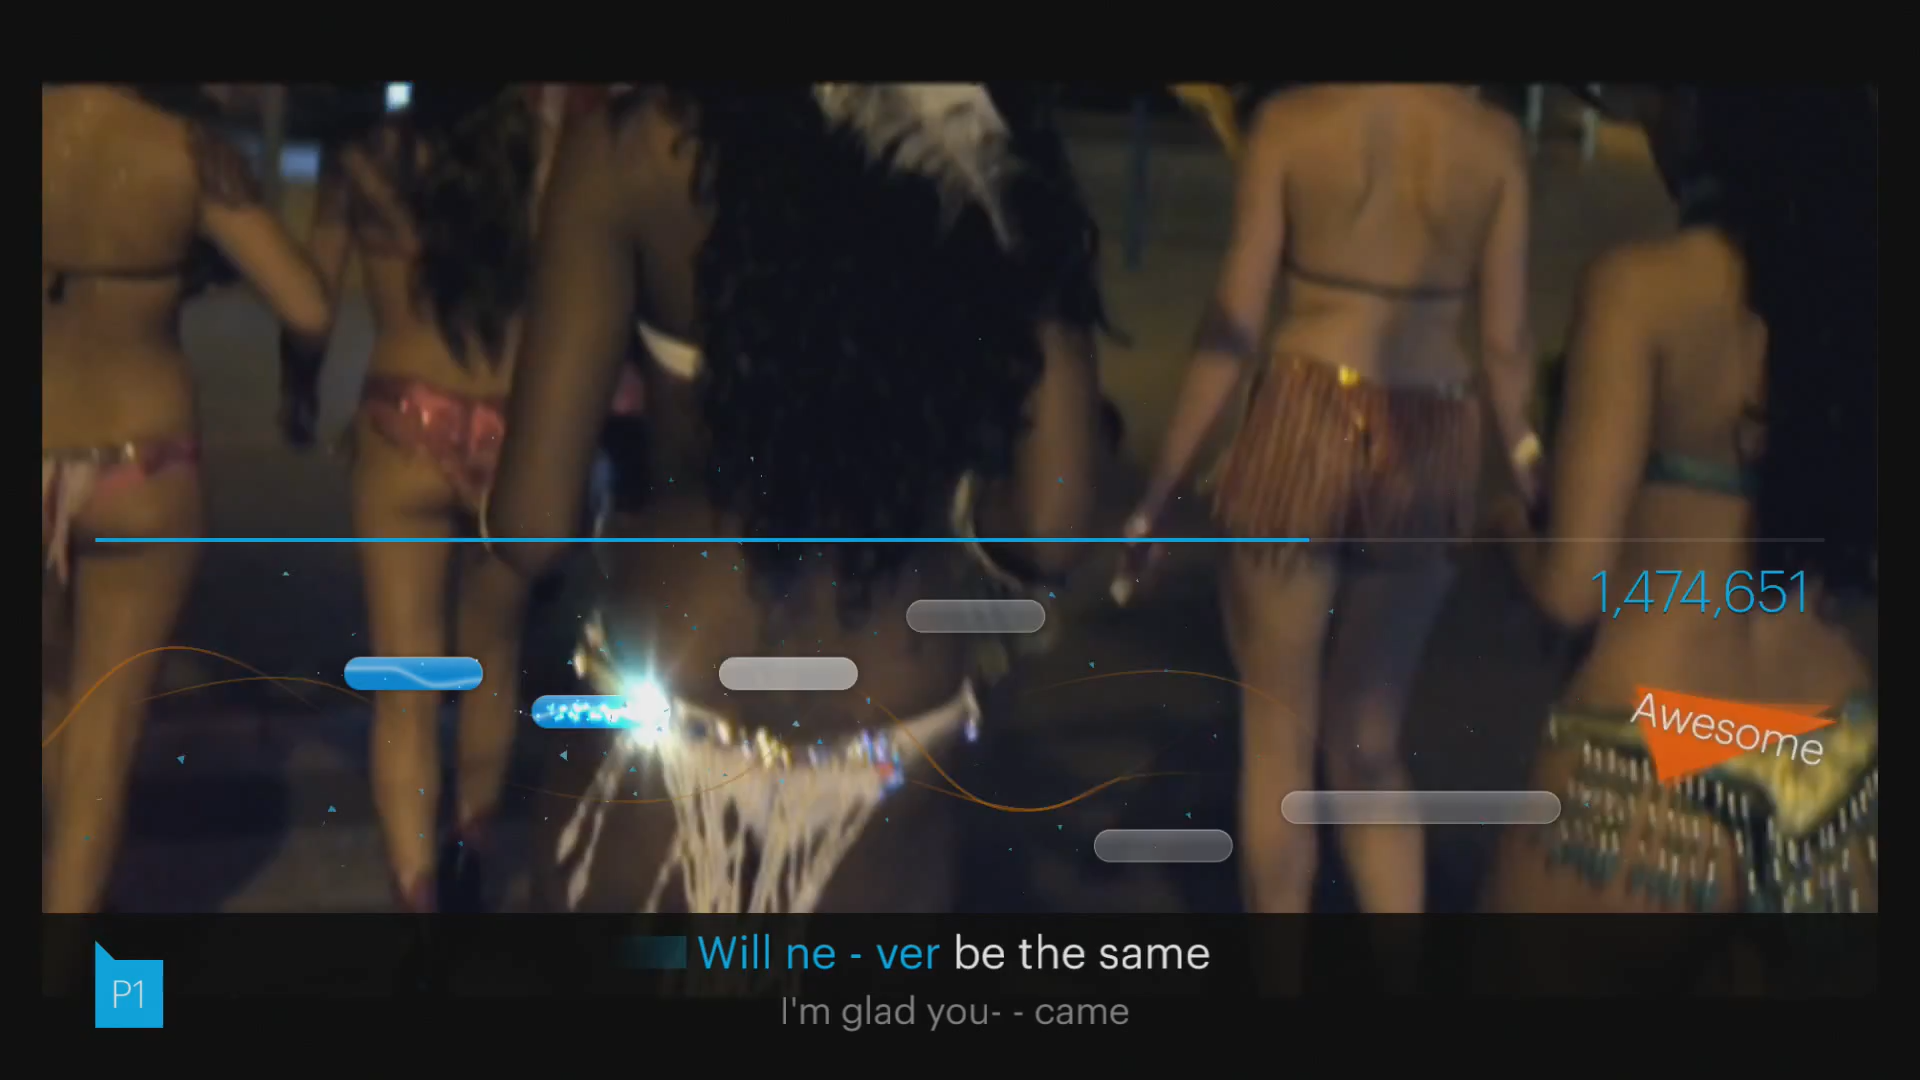 1,474,651
Awesome
Will ne - ver be the same
P1
I'm glad you- - came